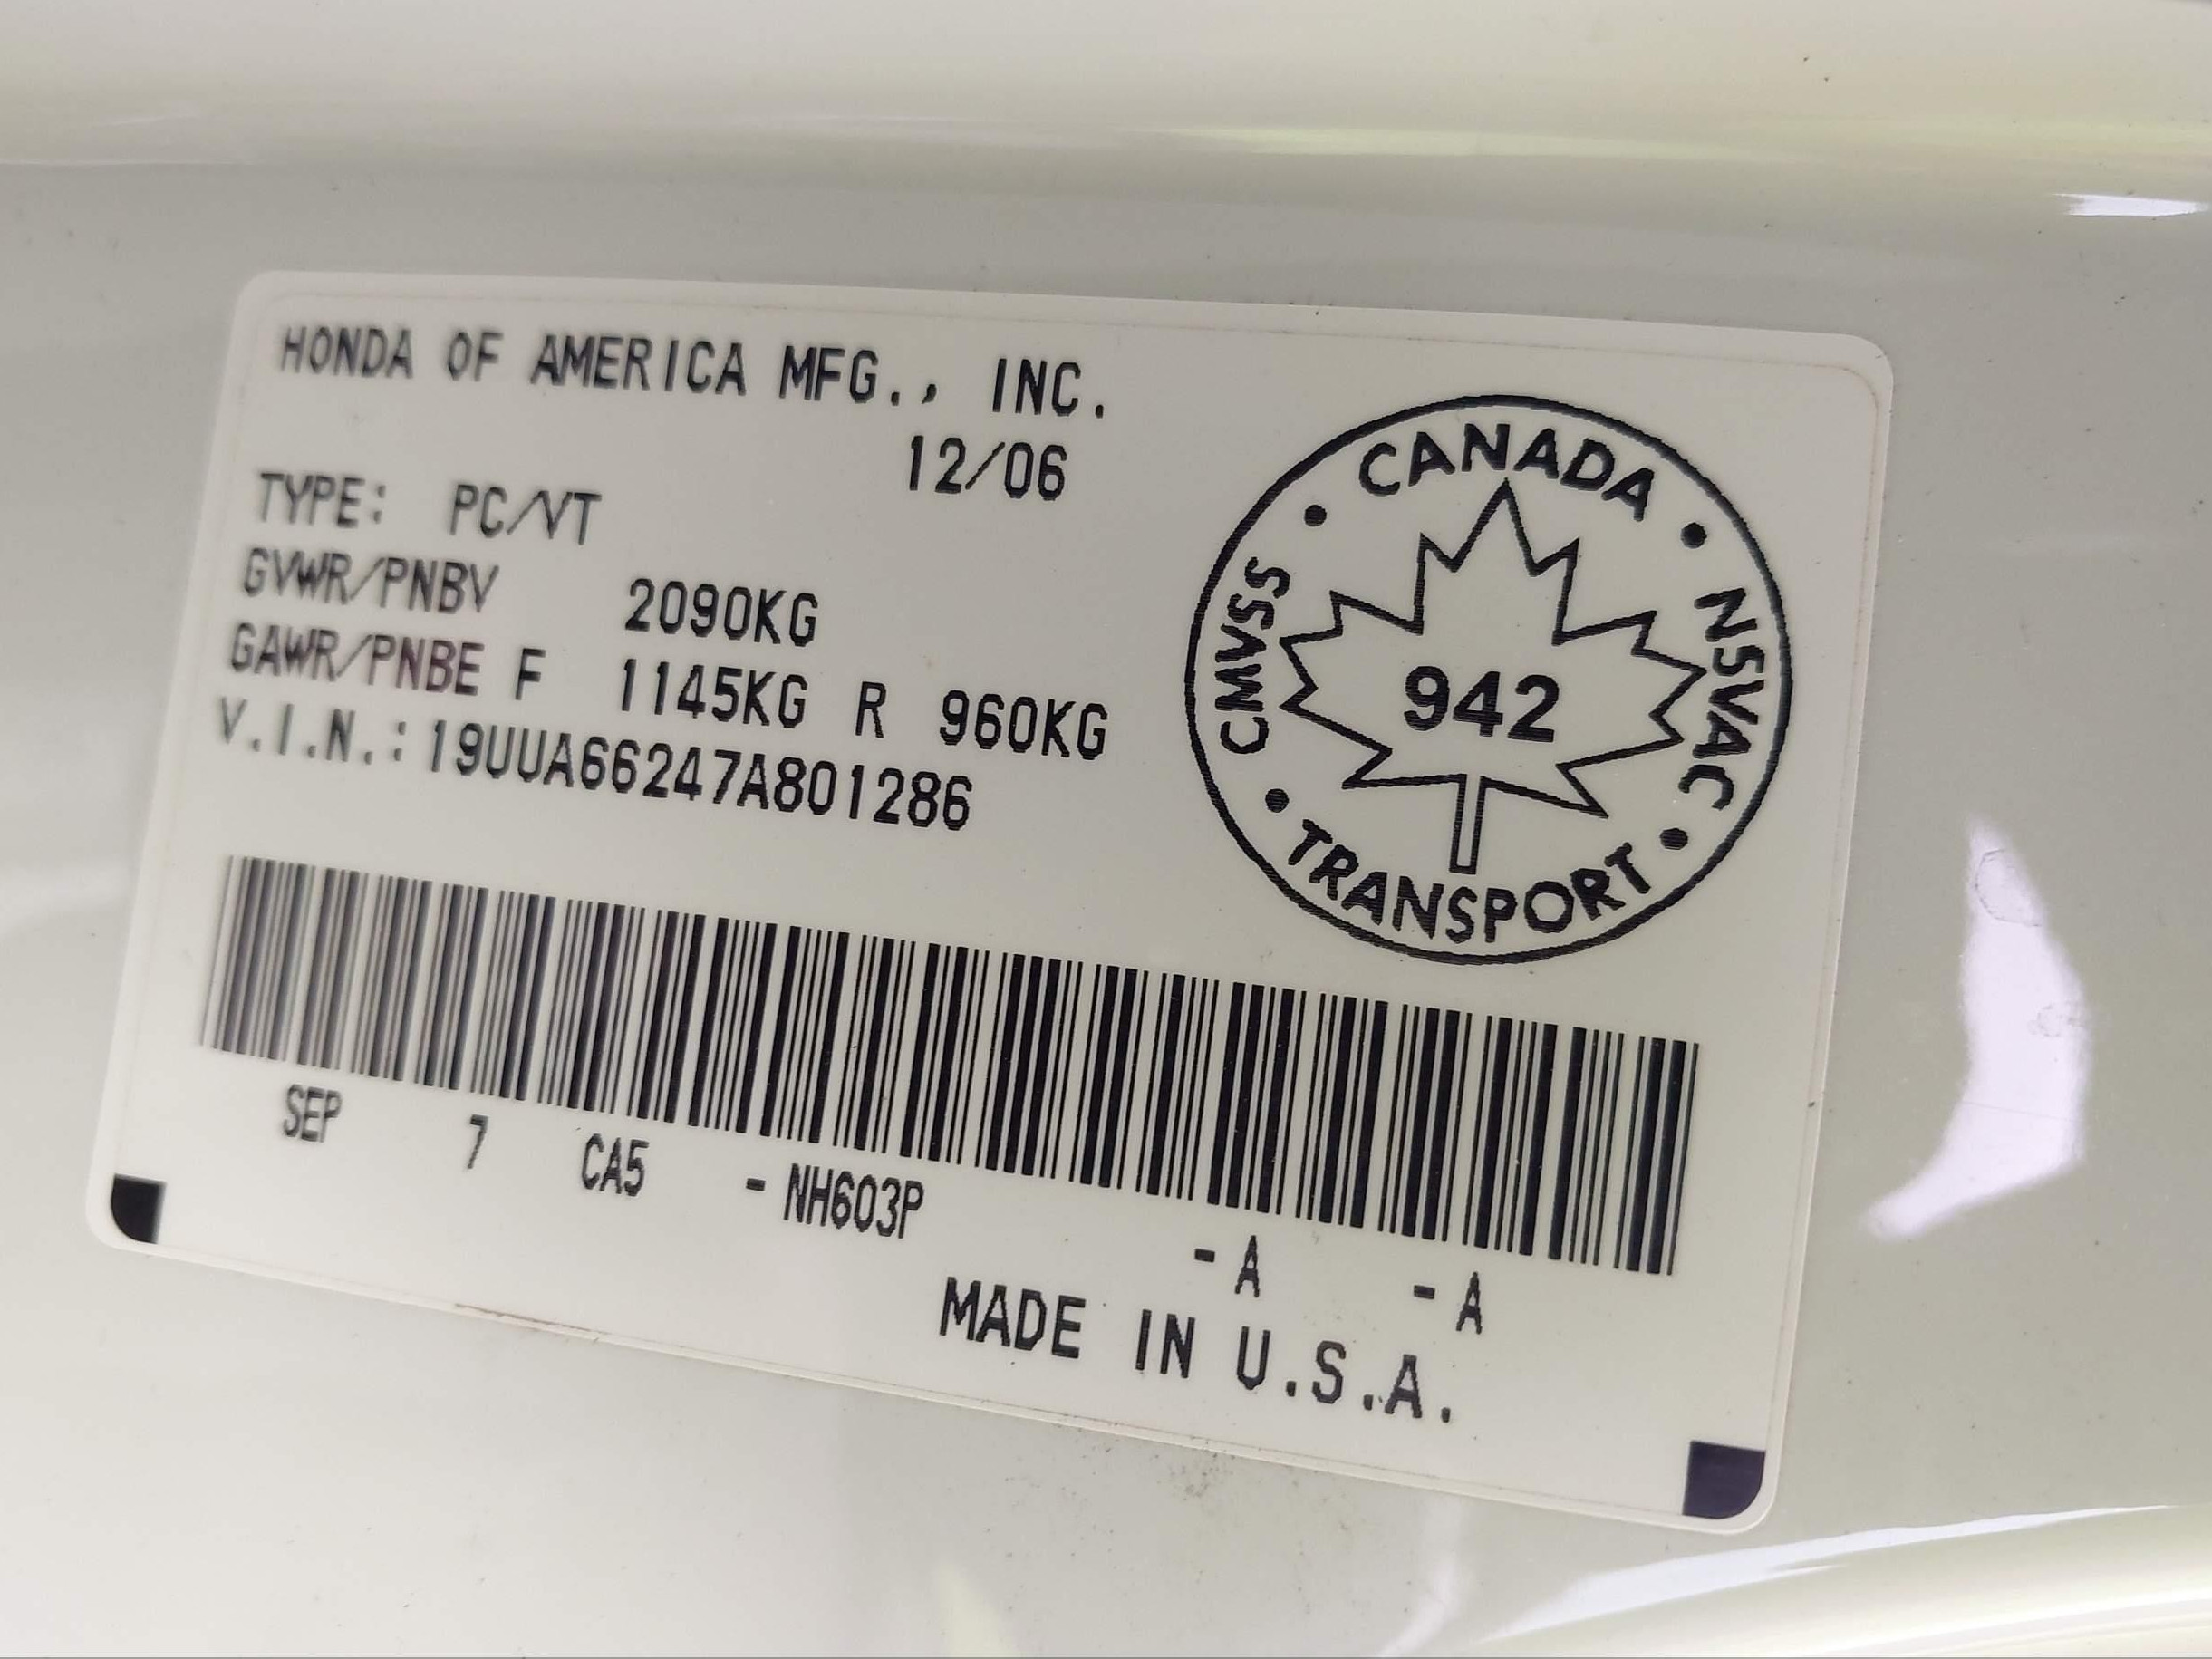 HONDA OF AMERICA MFG., INC.
12/06
TYPE: PC/VT
GVWR/PNBV 2090KG
GAWR/PNBE F 1145KG R 960KG
V.I.N.:19UUA66247A801286
CANADA • NSVAC • TRANSPORT • CMVSS •
942
SEP 7 CA5 -NH603P -A -A
MADE IN U.S.A.